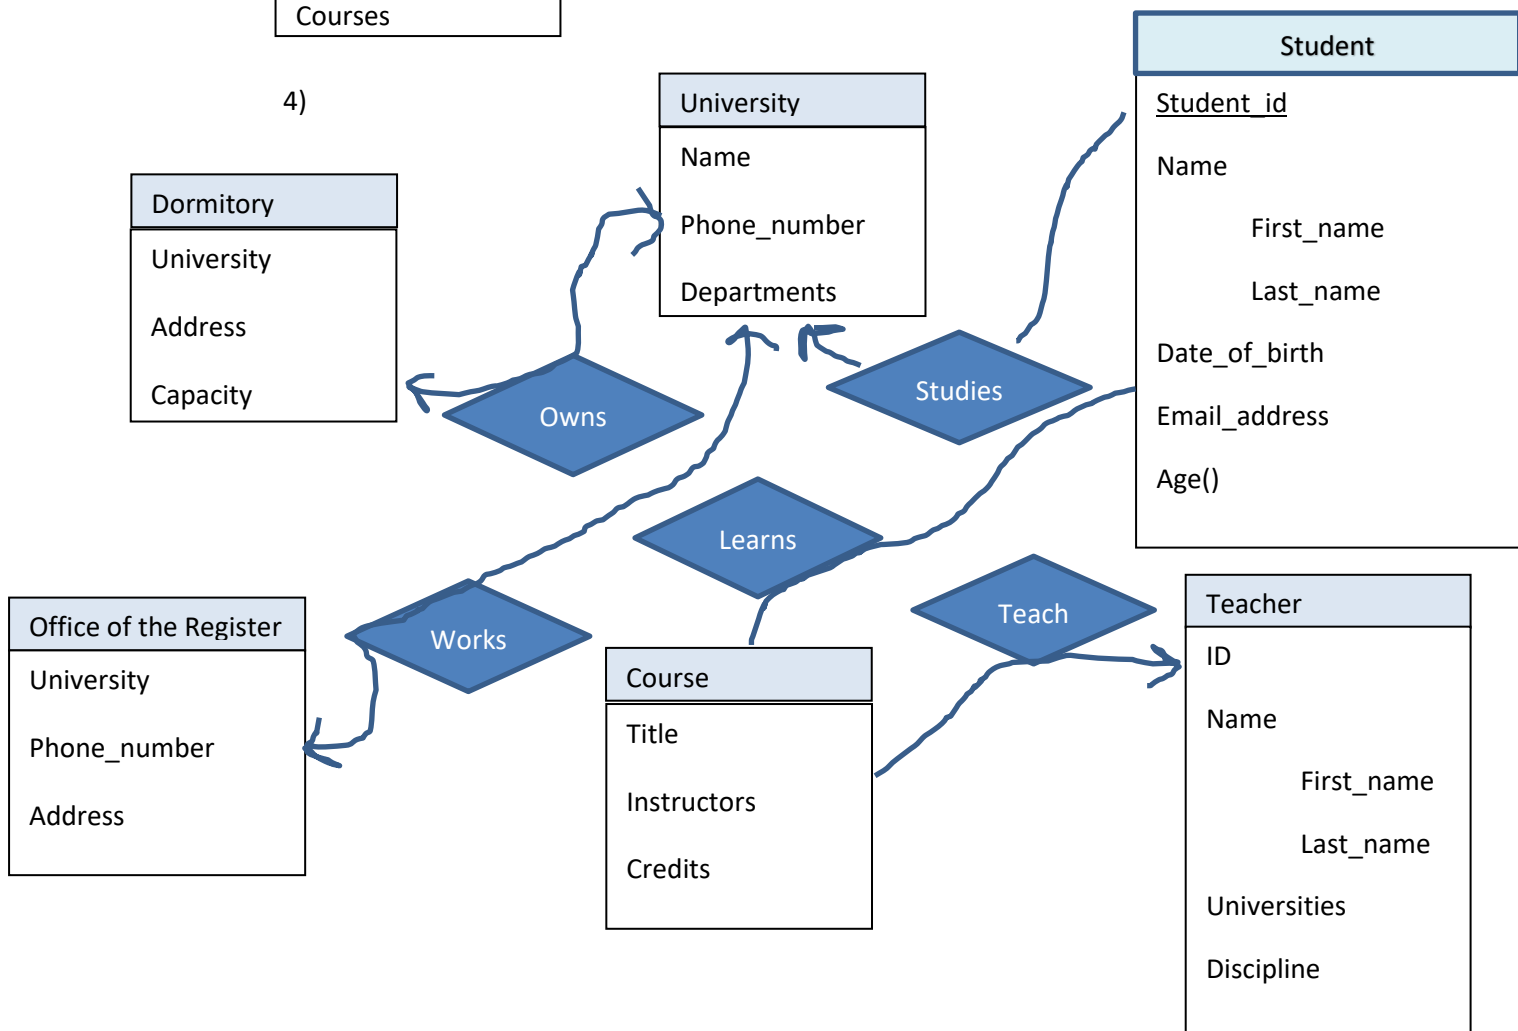 Courses
4)
University
Name
Phone_number
Departments
Student
Student_id
Name
First_name
Last_name
Date_of_birth
Email_address
Age()
Dormitory
University
Address
Capacity
Owns
Studies
Learns
Works
Teach
Office of the Register
University
Phone_number
Address
Course
Title
Instructors
Credits
Teacher
ID
Name
First_name
Last_name
Universities
Discipline